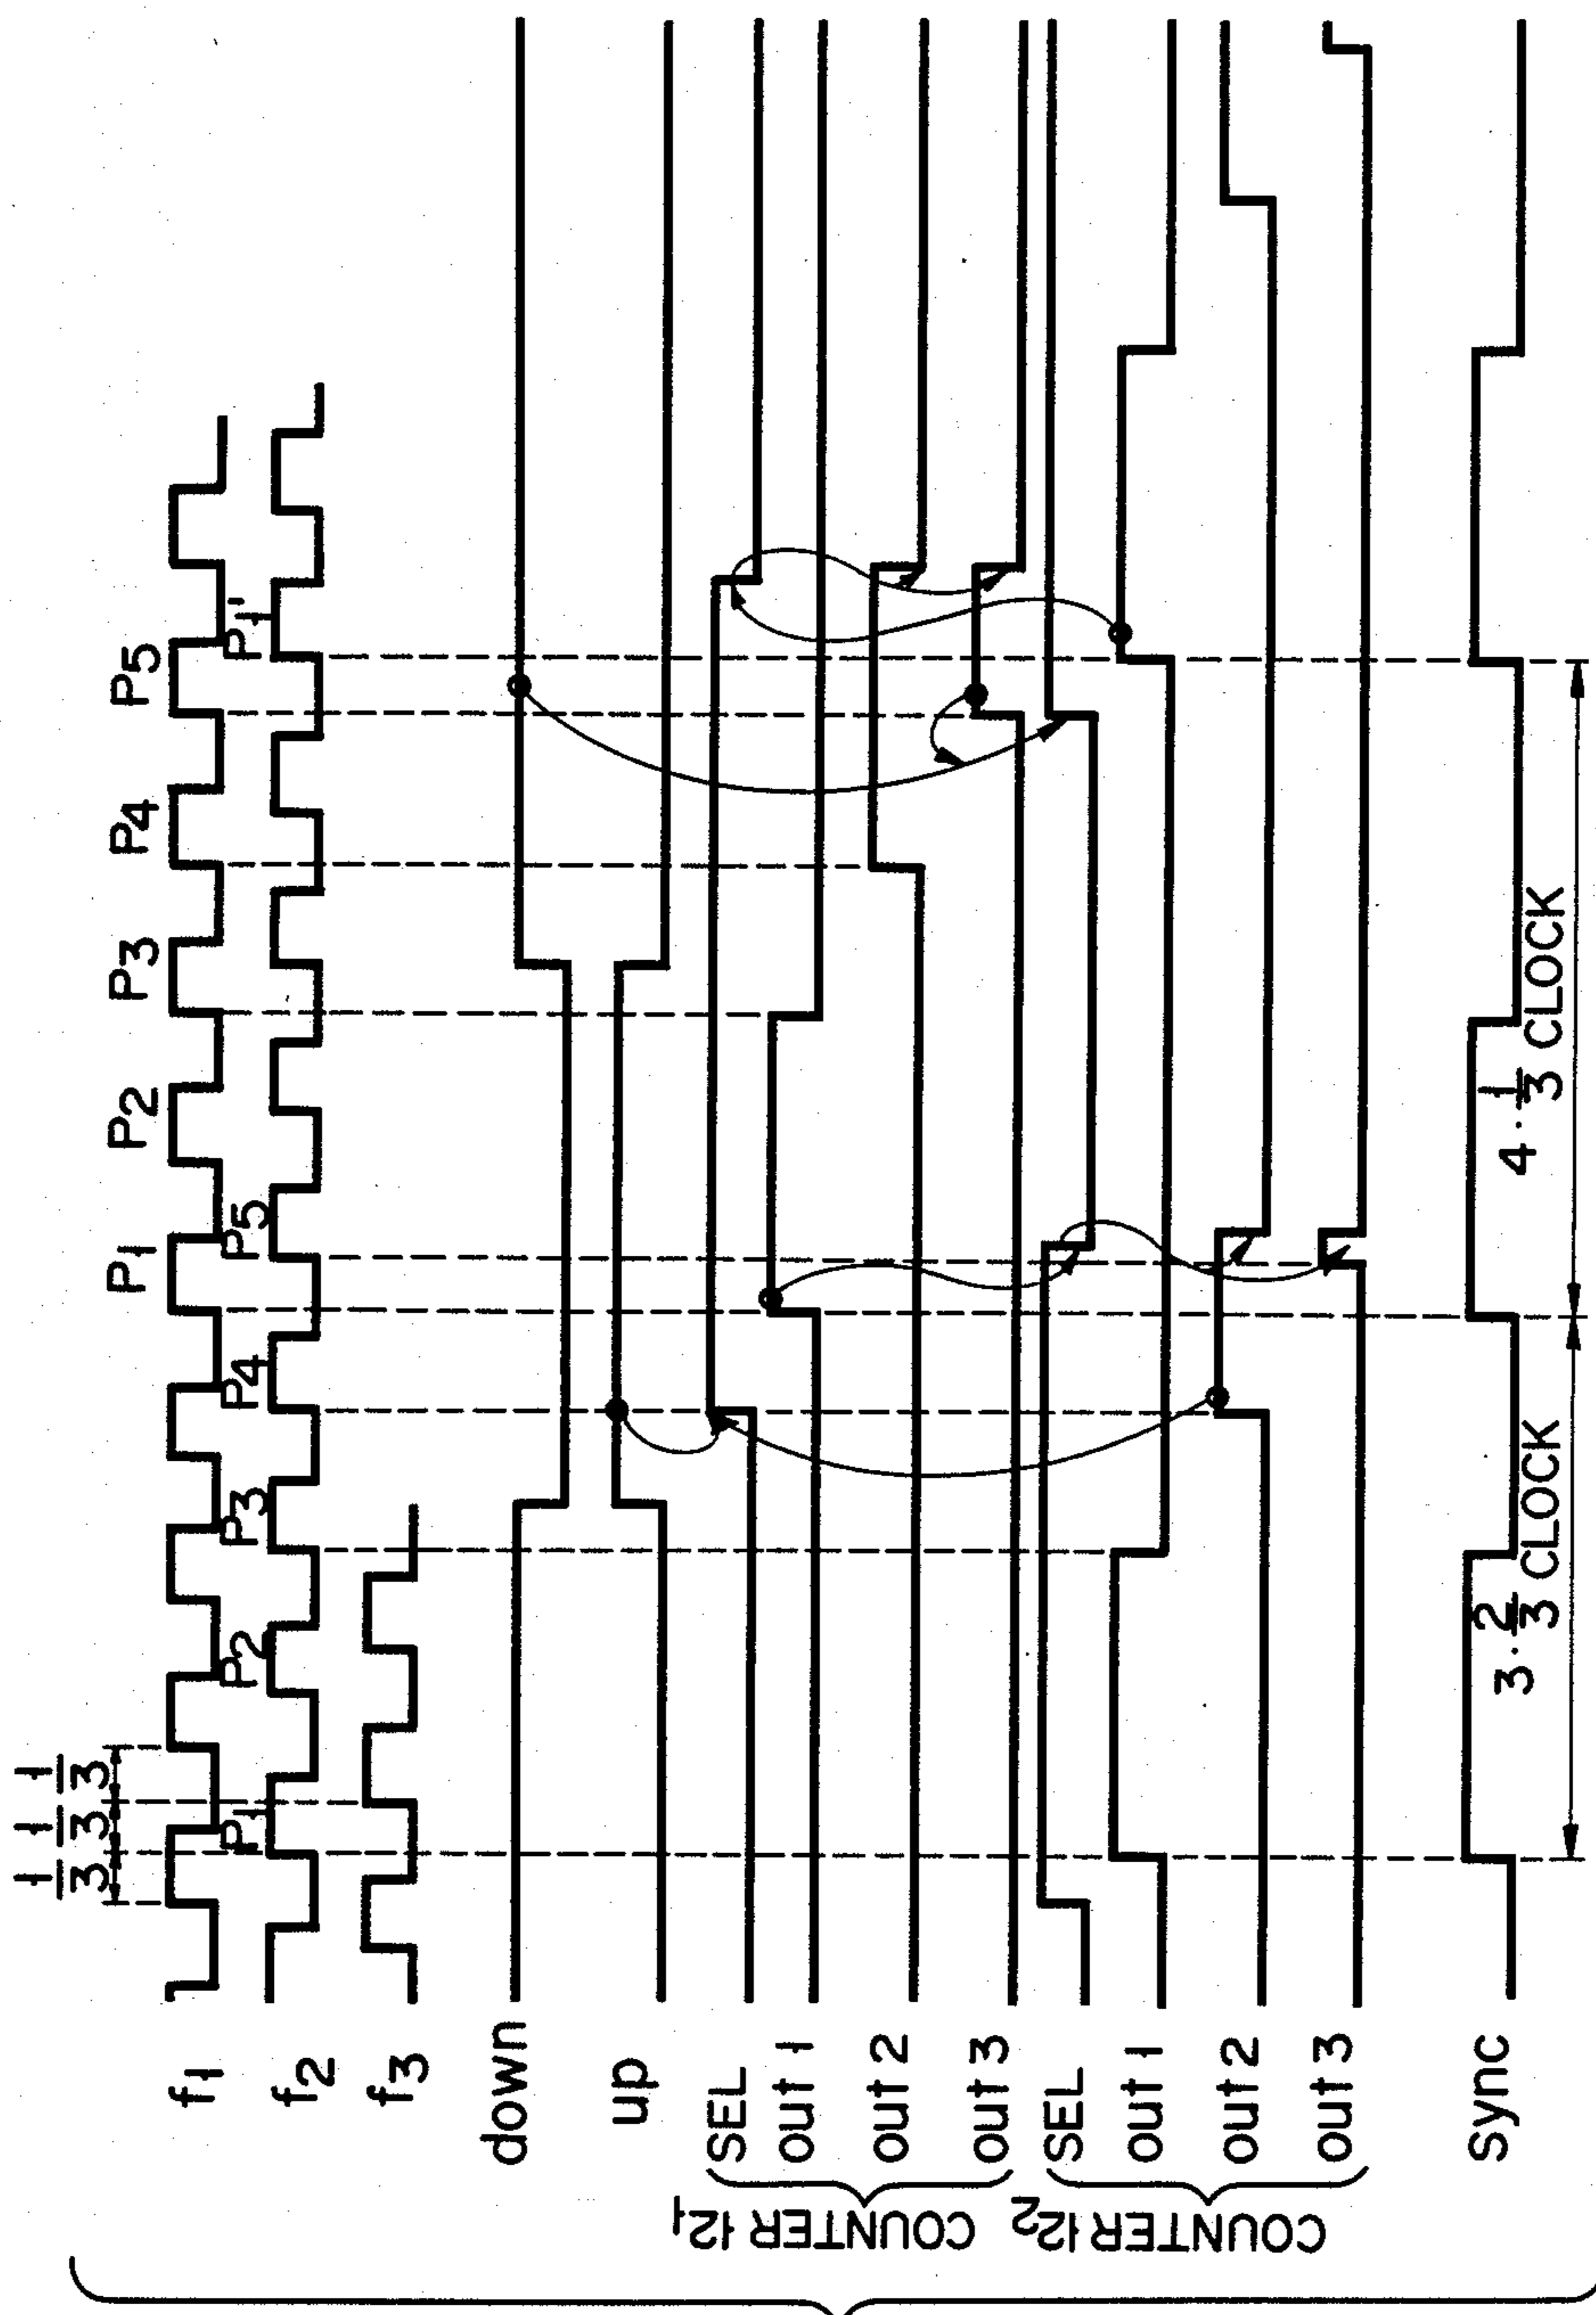 1/3 1/3 1/3
P1 P2 P3 P4 P5
f1
P1 P2 P3 P4 P5 P1'
f2
f3
down
up
COUNTER 12₁
SEL
out 1
out 2
out 3
COUNTER 12₂
SEL
out 1
out 2
out 3
Sync
3·2/3 CLOCK
4·1/3 CLOCK